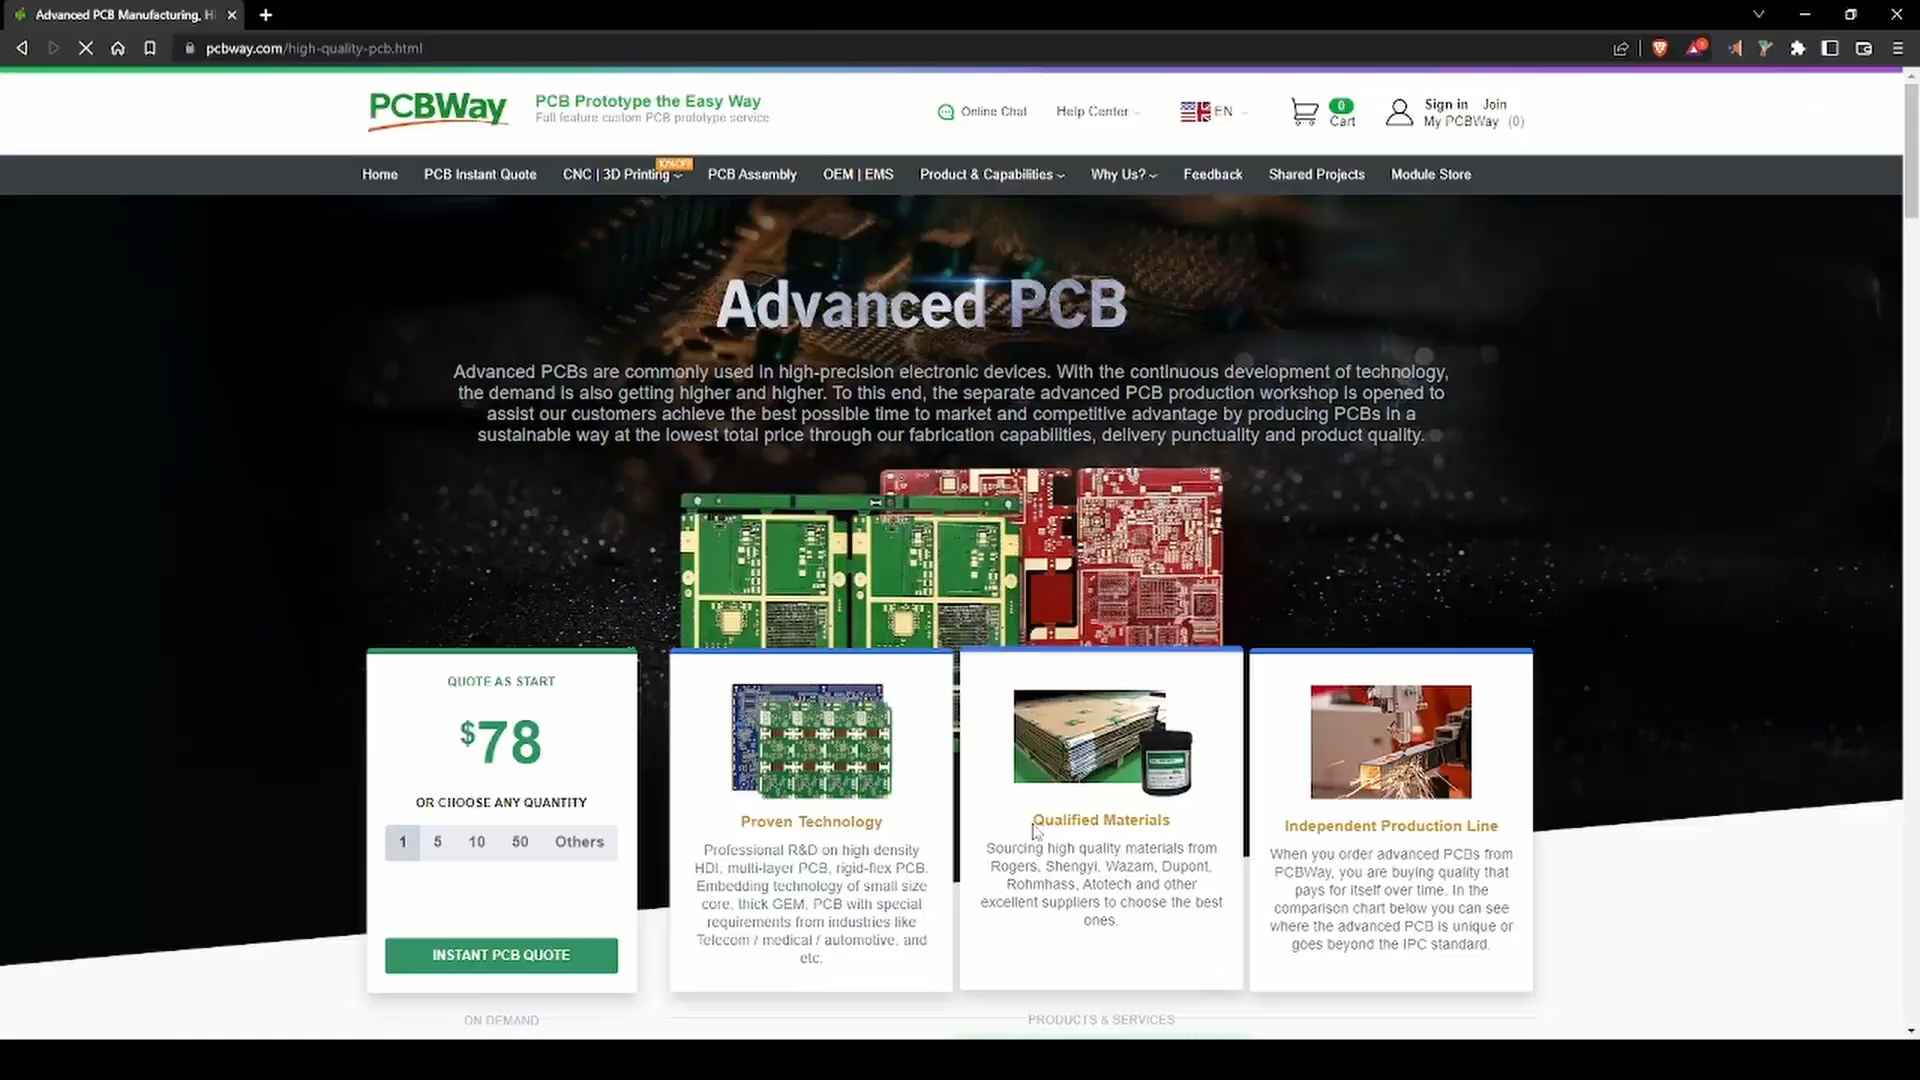 Advanced PCB Manufacturing, H
pcbway.com/high-quality-pcb.html
PCBWay
PCB Prototype the Easy Way
Full feature custom PCB prototype service
Online Chat
Help Center
EN
0
Cart
Sign in Join
My PCBWay (0)
10%OFF
Home PCB Instant Quote CNC | 3D Printing PCB Assembly OEM | EMS Product & Capabilities Why Us? Feedback Shared Projects Module Store
Advanced PCB
Advanced PCBs are commonly used in high-precision electronic devices. With the continuous development of technology,
the demand is also getting higher and higher. To this end, the separate advanced PCB production workshop is opened to
assist our customers achieve the best possible time to market and competitive advantage by producing PCBs in a
sustainable way at the lowest total price through our fabrication capabilities, delivery punctuality and product quality.
QUOTE AS START
$78
OR CHOOSE ANY QUANTITY
1 5 10 50 Others
INSTANT PCB QUOTE
Proven Technology
Professional R&D on high density
HDI, multi-layer PCB, rigid-flex PCB.
Embedding technology of small size
core, thick GEM, PCB with special
requirements from industries like
Telecom / medical / automotive, and
etc.
Qualified Materials
Sourcing high quality materials from
Rogers, Shengyi, Wazam, Dupont,
Rohmhass, Atotech and other
excellent suppliers to choose the best
ones.
Independent Production Line
When you order advanced PCBs from
PCBWay, you are buying quality that
pays for itself over time. In the
comparison chart below you can see
where the advanced PCB is unique or
goes beyond the IPC standard.
ON DEMAND
PRODUCTS & SERVICES